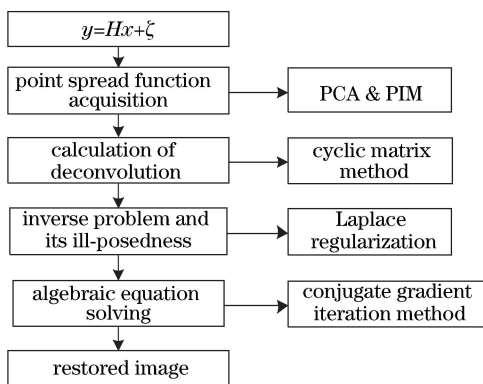 y=Hx+ζ
point spread function
acquisition
PCA & PIM
calculation of
deconvolution
cyclic matrix
method
inverse problem and
its ill-posedness
Laplace
regularization
algebraic equation
solving
conjugate gradient
iteration method
restored image